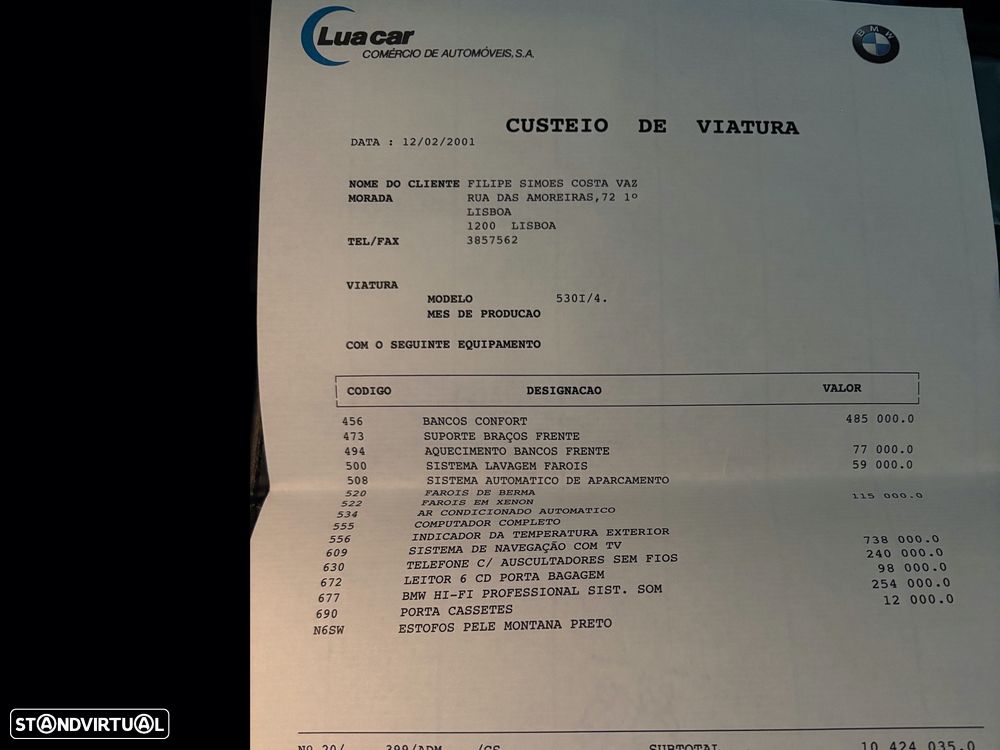 Luacar
COMÉRCIO DE AUTOMÓVEIS, S.A.
BMW
CUSTEIO DE VIATURA
DATA : 12/02/2001
NOME DO CLIENTE FILIPE SIMOES COSTA VAZ
MORADA RUA DAS AMOREIRAS,72 1º
LISBOA
1200 LISBOA
TEL/FAX 3857562
VIATURA
MODELO 530I/4.
MES DE PRODUCAO
COM O SEGUINTE EQUIPAMENTO
CODIGO DESIGNACAO VALOR
456 BANCOS CONFORT 485 000.0
473 SUPORTE BRAÇOS FRENTE
494 AQUECIMENTO BANCOS FRENTE 77 000.0
500 SISTEMA LAVAGEM FAROIS 59 000.0
508 SISTEMA AUTOMATICO DE APARCAMENTO
520 FAROIS DE BERMA
522 FAROIS EM XENON 115 000.0
534 AR CONDICIONADO AUTOMATICO
555 COMPUTADOR COMPLETO
556 INDICADOR DA TEMPERATURA EXTERIOR
609 SISTEMA DE NAVEGAÇÃO COM TV 738 000.0
630 TELEFONE C/ AUSCULTADORES SEM FIOS 240 000.0
672 LEITOR 6 CD PORTA BAGAGEM 98 000.0
677 BMW HI-FI PROFESSIONAL SIST. SOM 254 000.0
690 PORTA CASSETES 12 000.0
N6SW ESTOFOS PELE MONTANA PRETO
Nº 20/ 399/ADM /CS SUBTOTAL 10 424 035.0
STANDVIRTUAL